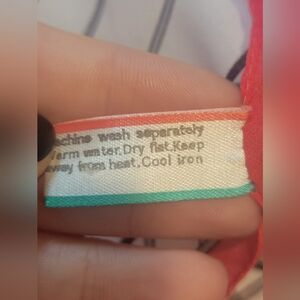 achine wash separately
Warm water.Dry flat.Keep
away from heat.Cool iron